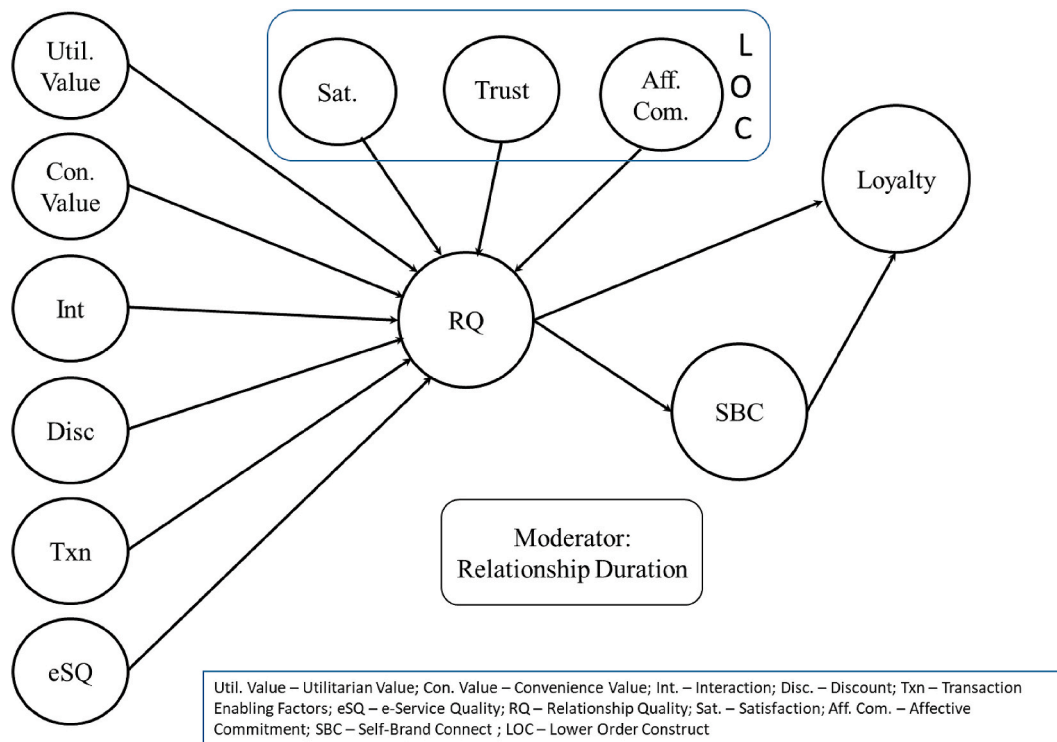 Util.
Value
Con.
Value
Int
Disc
Txn
eSQ
Sat.
Trust
Aff.
Com.
L
O
C
RQ
Loyalty
SBC
Moderator:
Relationship Duration
Util. Value – Utilitarian Value; Con. Value – Convenience Value; Int. – Interaction; Disc. – Discount; Txn – Transaction
Enabling Factors; eSQ – e-Service Quality; RQ – Relationship Quality; Sat. – Satisfaction; Aff. Com. – Affective
Commitment; SBC – Self-Brand Connect ; LOC – Lower Order Construct